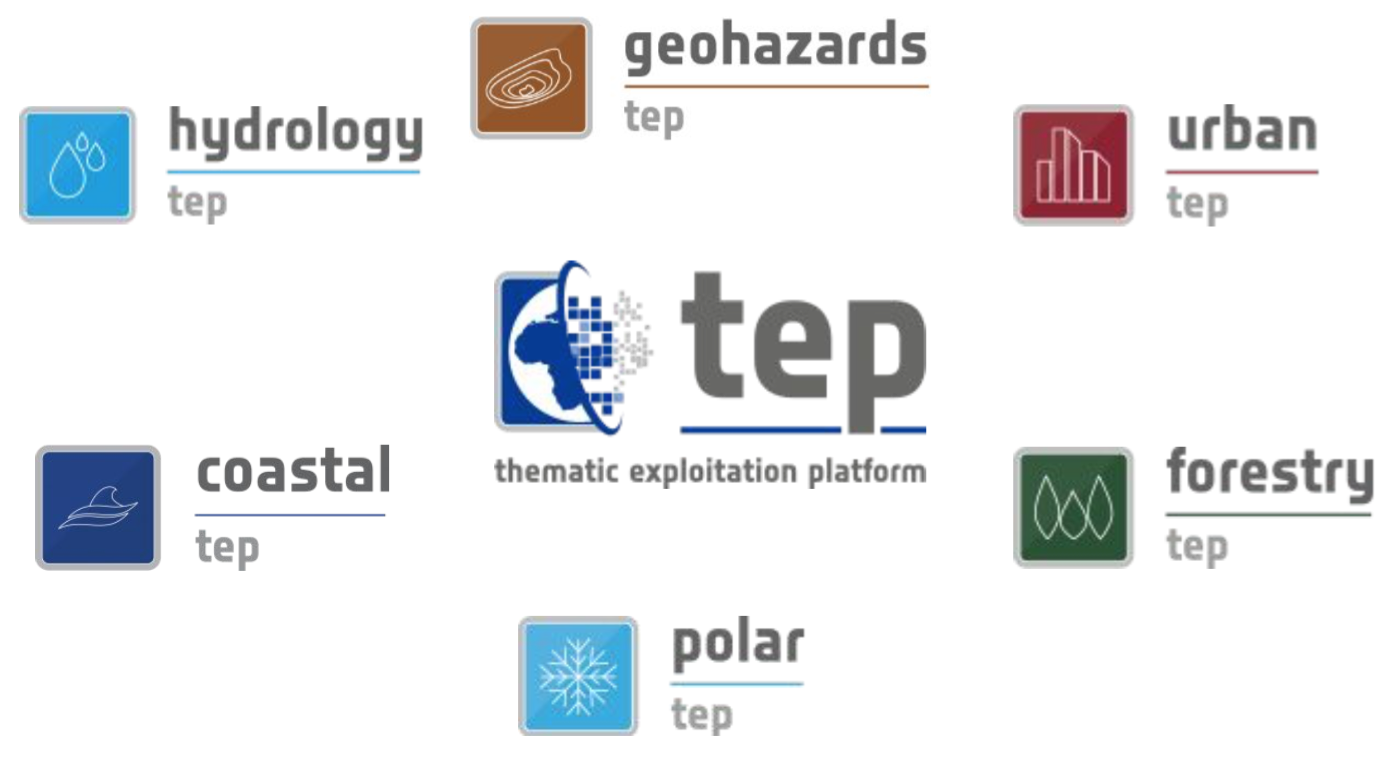 geohazards
tep
hydrology
tep
urban
tep
tep
thematic exploitation platform
coastal
tep
forestry
tep
polar
tep